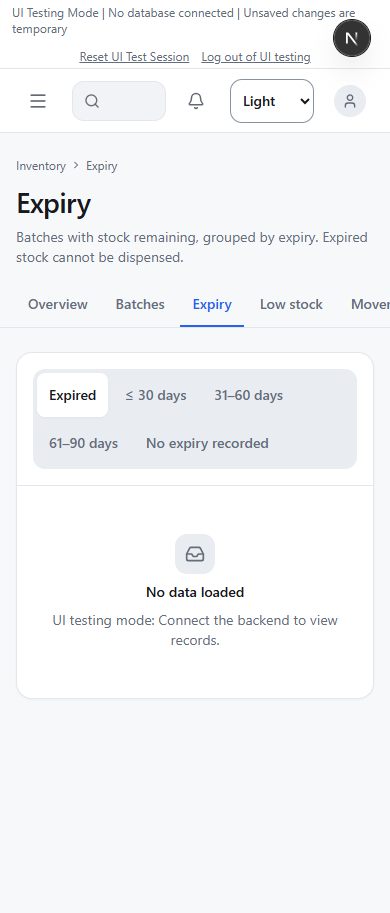 UI Testing Mode | No database connected | Unsaved changes are
temporary
N
Reset UI Test Session Log out of UI testing
Light
Inventory > Expiry
Expiry
Batches with stock remaining, grouped by expiry. Expired
stock cannot be dispensed.
Overview Batches Expiry Low stock Mover
Expired ≤ 30 days 31–60 days
61–90 days No expiry recorded
No data loaded
UI testing mode: Connect the backend to view
records.